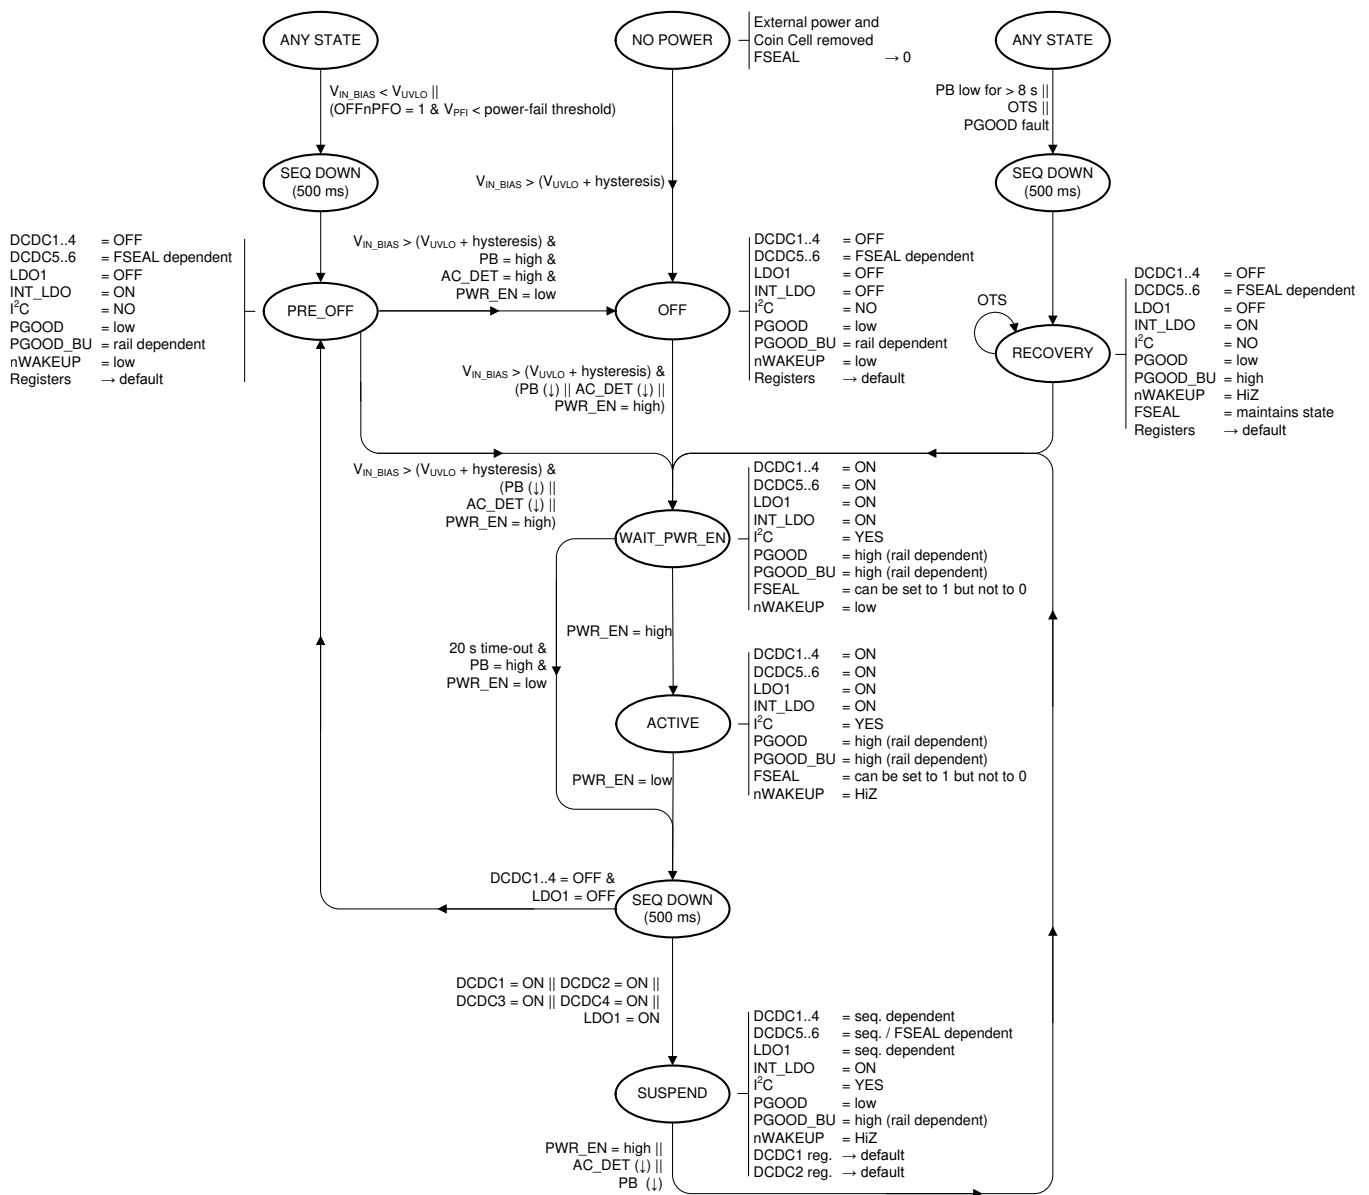 ANY STATE
NO POWER
External power and
Coin Cell removed
FSEAL → 0
ANY STATE
V_IN_BIAS < V_UVLO ||
(OFFnPFO = 1 & V_PFI < power-fail threshold)
PB low for > 8 s ||
OTS ||
PGOOD fault
SEQ DOWN
(500 ms)
V_IN_BIAS > (V_UVLO + hysteresis)
SEQ DOWN
(500 ms)
DCDC1..4 = OFF
DCDC5..6 = FSEAL dependent
LDO1 = OFF
INT_LDO = ON
I²C = NO
PGOOD = low
PGOOD_BU = rail dependent
nWAKEUP = low
Registers → default
PRE_OFF
V_IN_BIAS > (V_UVLO + hysteresis) &
PB = high &
AC_DET = high &
PWR_EN = low
OFF
DCDC1..4 = OFF
DCDC5..6 = FSEAL dependent
LDO1 = OFF
INT_LDO = OFF
I²C = NO
PGOOD = low
PGOOD_BU = rail dependent
nWAKEUP = low
Registers → default
OTS
RECOVERY
DCDC1..4 = OFF
DCDC5..6 = FSEAL dependent
LDO1 = OFF
INT_LDO = ON
I²C = NO
PGOOD = low
PGOOD_BU = high
nWAKEUP = HiZ
FSEAL = maintains state
Registers → default
V_IN_BIAS > (V_UVLO + hysteresis) &
(PB (↓) || AC_DET (↓) ||
PWR_EN = high)
V_IN_BIAS > (V_UVLO + hysteresis) &
(PB (↓) ||
AC_DET (↓) ||
PWR_EN = high)
WAIT_PWR_EN
DCDC1..4 = ON
DCDC5..6 = ON
LDO1 = ON
INT_LDO = ON
I²C = YES
PGOOD = high (rail dependent)
PGOOD_BU = high (rail dependent)
FSEAL = can be set to 1 but not to 0
nWAKEUP = low
PWR_EN = high
20 s time-out &
PB = high &
PWR_EN = low
ACTIVE
DCDC1..4 = ON
DCDC5..6 = ON
LDO1 = ON
INT_LDO = ON
I²C = YES
PGOOD = high (rail dependent)
PGOOD_BU = high (rail dependent)
FSEAL = can be set to 1 but not to 0
nWAKEUP = HiZ
PWR_EN = low
DCDC1..4 = OFF &
LDO1 = OFF
SEQ DOWN
(500 ms)
DCDC1 = ON || DCDC2 = ON ||
DCDC3 = ON || DCDC4 = ON ||
LDO1 = ON
SUSPEND
DCDC1..4 = seq. dependent
DCDC5..6 = seq. / FSEAL dependent
LDO1 = seq. dependent
INT_LDO = ON
I²C = YES
PGOOD = low
PGOOD_BU = high (rail dependent)
nWAKEUP = HiZ
DCDC1 reg. → default
DCDC2 reg. → default
PWR_EN = high ||
AC_DET (↓) ||
PB (↓)